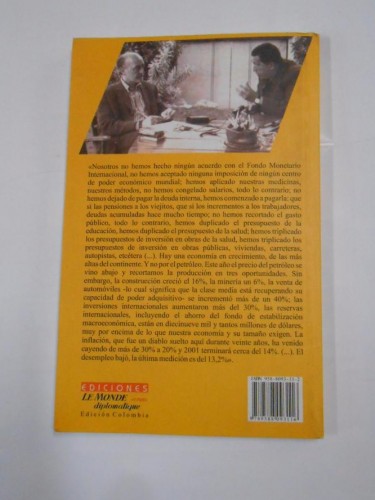 «Nosotros no hemos hecho ningún acuerdo con el Fondo Monetario
Internacional, no hemos aceptado ninguna imposición de ningún centro
de poder económico mundial; hemos aplicado nuestras medicinas,
nuestros métodos, no hemos congelado salarios, todo lo contrario; no
hemos dejado de pagar la deuda interna, hemos comenzado a pagarla: que
si las pensiones a los viejitos, que si los incrementos a los trabajadores,
deudas acumuladas hace mucho tiempo; no hemos recortado el gasto
público, todo lo contrario, hemos duplicado el presupuesto de la
educación, hemos duplicado el presupuesto de la salud; hemos triplicado
los presupuestos de inversión en obras de la salud, hemos triplicado los
presupuestos de inversión en obras públicas, viviendas, carreteras,
autopistas, etcétera (...). Hay una economía en crecimiento, de las más
altas del continente. Y no por el petróleo. Este año el precio del petróleo se
vino abajo y recortamos la producción en tres oportunidades. Sin
embargo, la construcción creció el 16%, la minería un 6%, la venta de
automóviles -lo cual significa que la clase media está recuperando su
capacidad de poder adquisitivo- se incrementó más de un 40%; las
inversiones internacionales aumentaron más del 50%, las reservas
internacionales, incluyendo el ahorro del fondo de estabilización
macroeconómica, están en diecinueve mil y tantos millones de dólares,
muy por encima de lo que nuestra economía y su tamaño exigen. La
inflación, que fue un diablo suelto aquí durante veinte años, ha venido
cayendo de más de 30% a 20% y 2001 terminará cerca del 14%. (...).
El desempleo bajó, la última medición es del 13,2%».
EDICIONES
LE MONDE
diplomatique
Edición Colombia